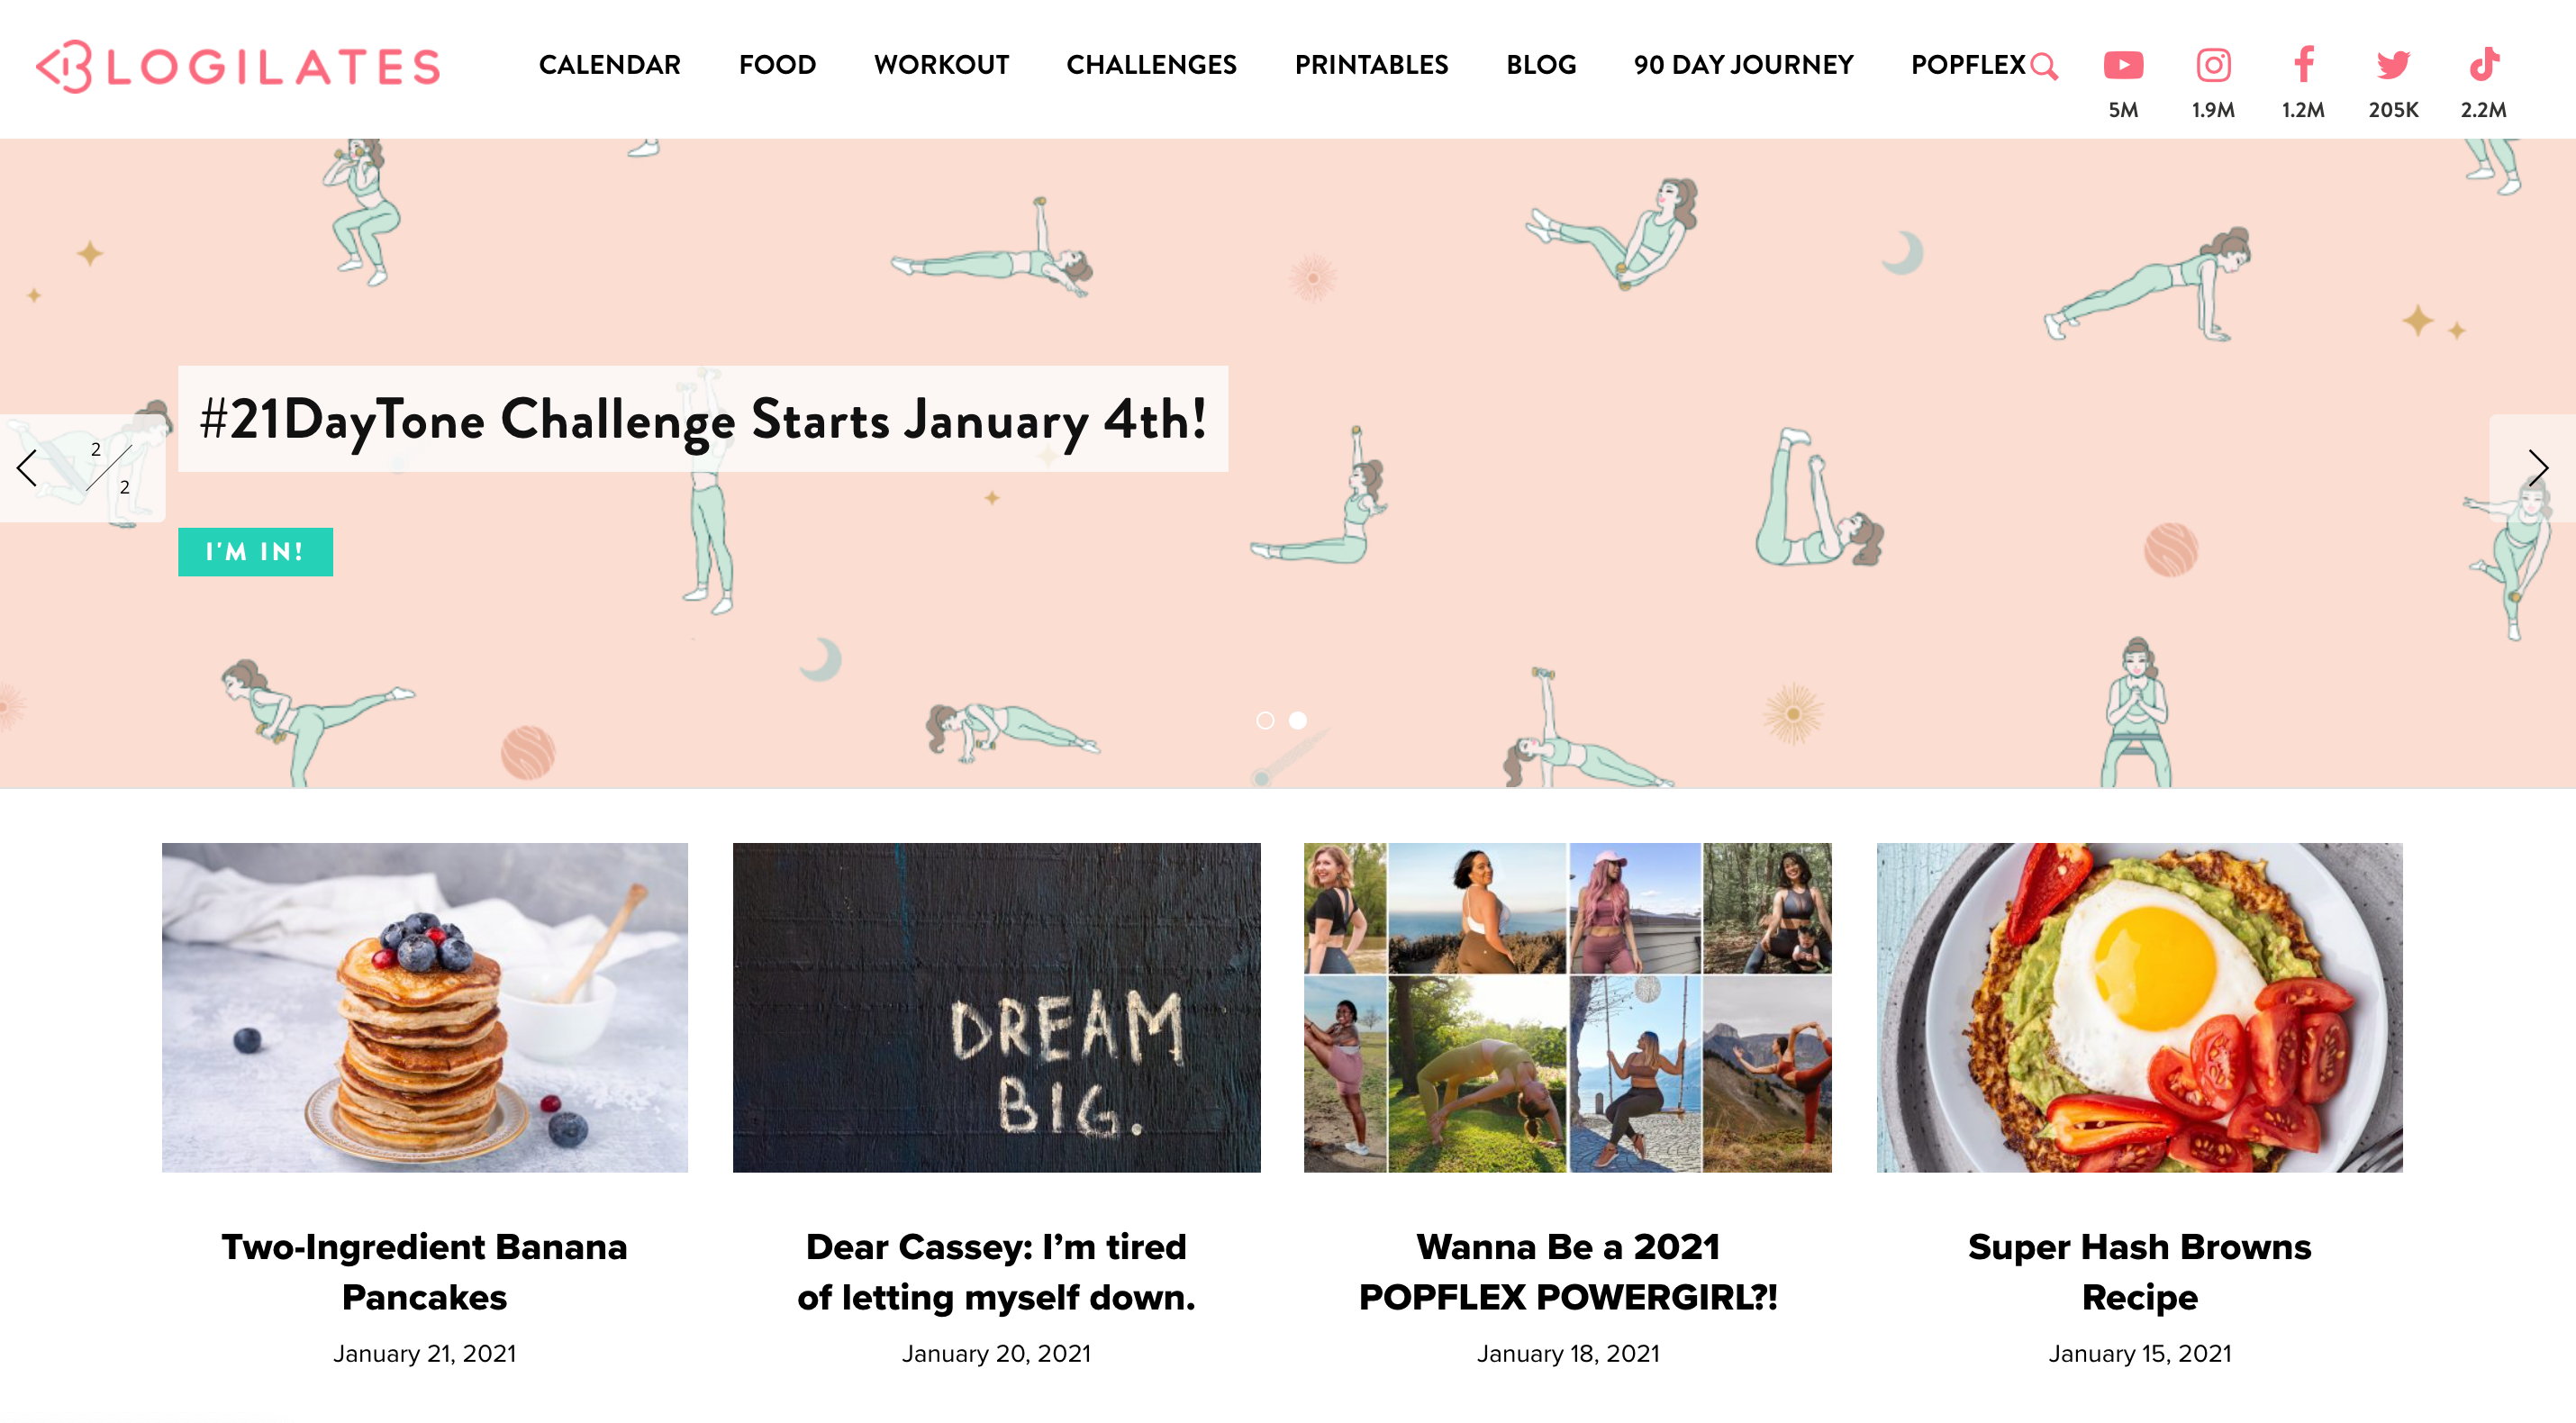 BLOGILATES
CALENDAR FOOD WORKOUT CHALLENGES PRINTABLES BLOG 90 DAY JOURNEY POPFLEX
5M 1.9M 1.2M 205K 2.2M
#21DayTone Challenge Starts January 4th!
2/2
I'M IN!
DREAM
BIG.
Two-Ingredient Banana
Pancakes
January 21, 2021
Dear Cassey: I’m tired
of letting myself down.
January 20, 2021
Wanna Be a 2021
POPFLEX POWERGIRL?!
January 18, 2021
Super Hash Browns
Recipe
January 15, 2021